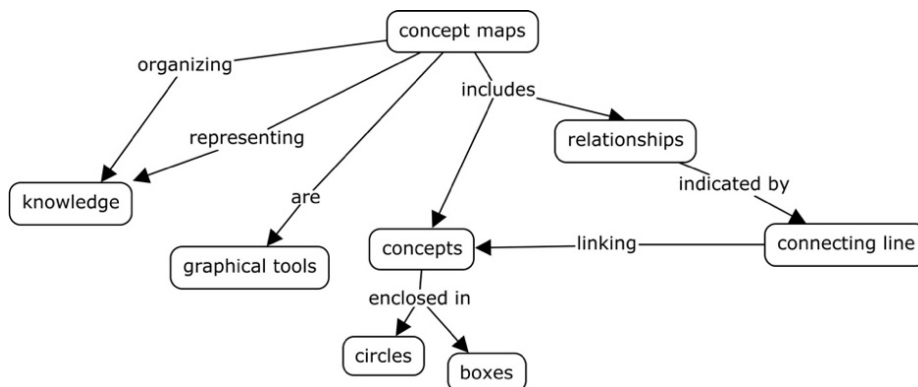 concept maps
organizing
includes
representing
relationships
indicated by
knowledge
are
graphical tools
concepts
linking
connecting line
enclosed in
circles
boxes